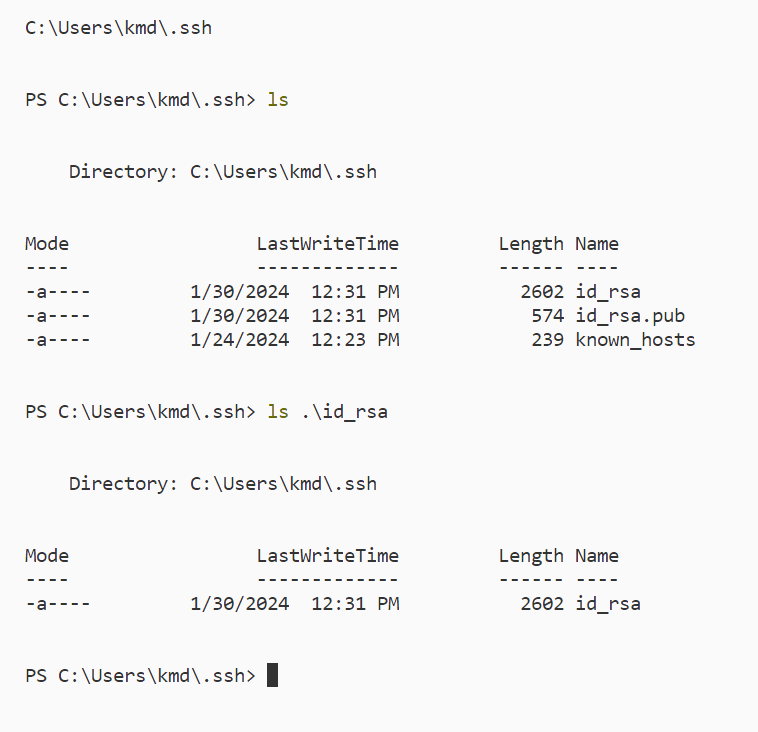 C:\Users\kmd\.ssh
PS C:\Users\kmd\.ssh> ls
    Directory: C:\Users\kmd\.ssh
Mode                 LastWriteTime         Length Name
----                 -------------         ------ ----
-a----         1/30/2024  12:31 PM           2602 id_rsa
-a----         1/30/2024  12:31 PM            574 id_rsa.pub
-a----         1/24/2024  12:23 PM            239 known_hosts
PS C:\Users\kmd\.ssh> ls .\id_rsa
    Directory: C:\Users\kmd\.ssh
Mode                 LastWriteTime         Length Name
----                 -------------         ------ ----
-a----         1/30/2024  12:31 PM           2602 id_rsa
PS C:\Users\kmd\.ssh>